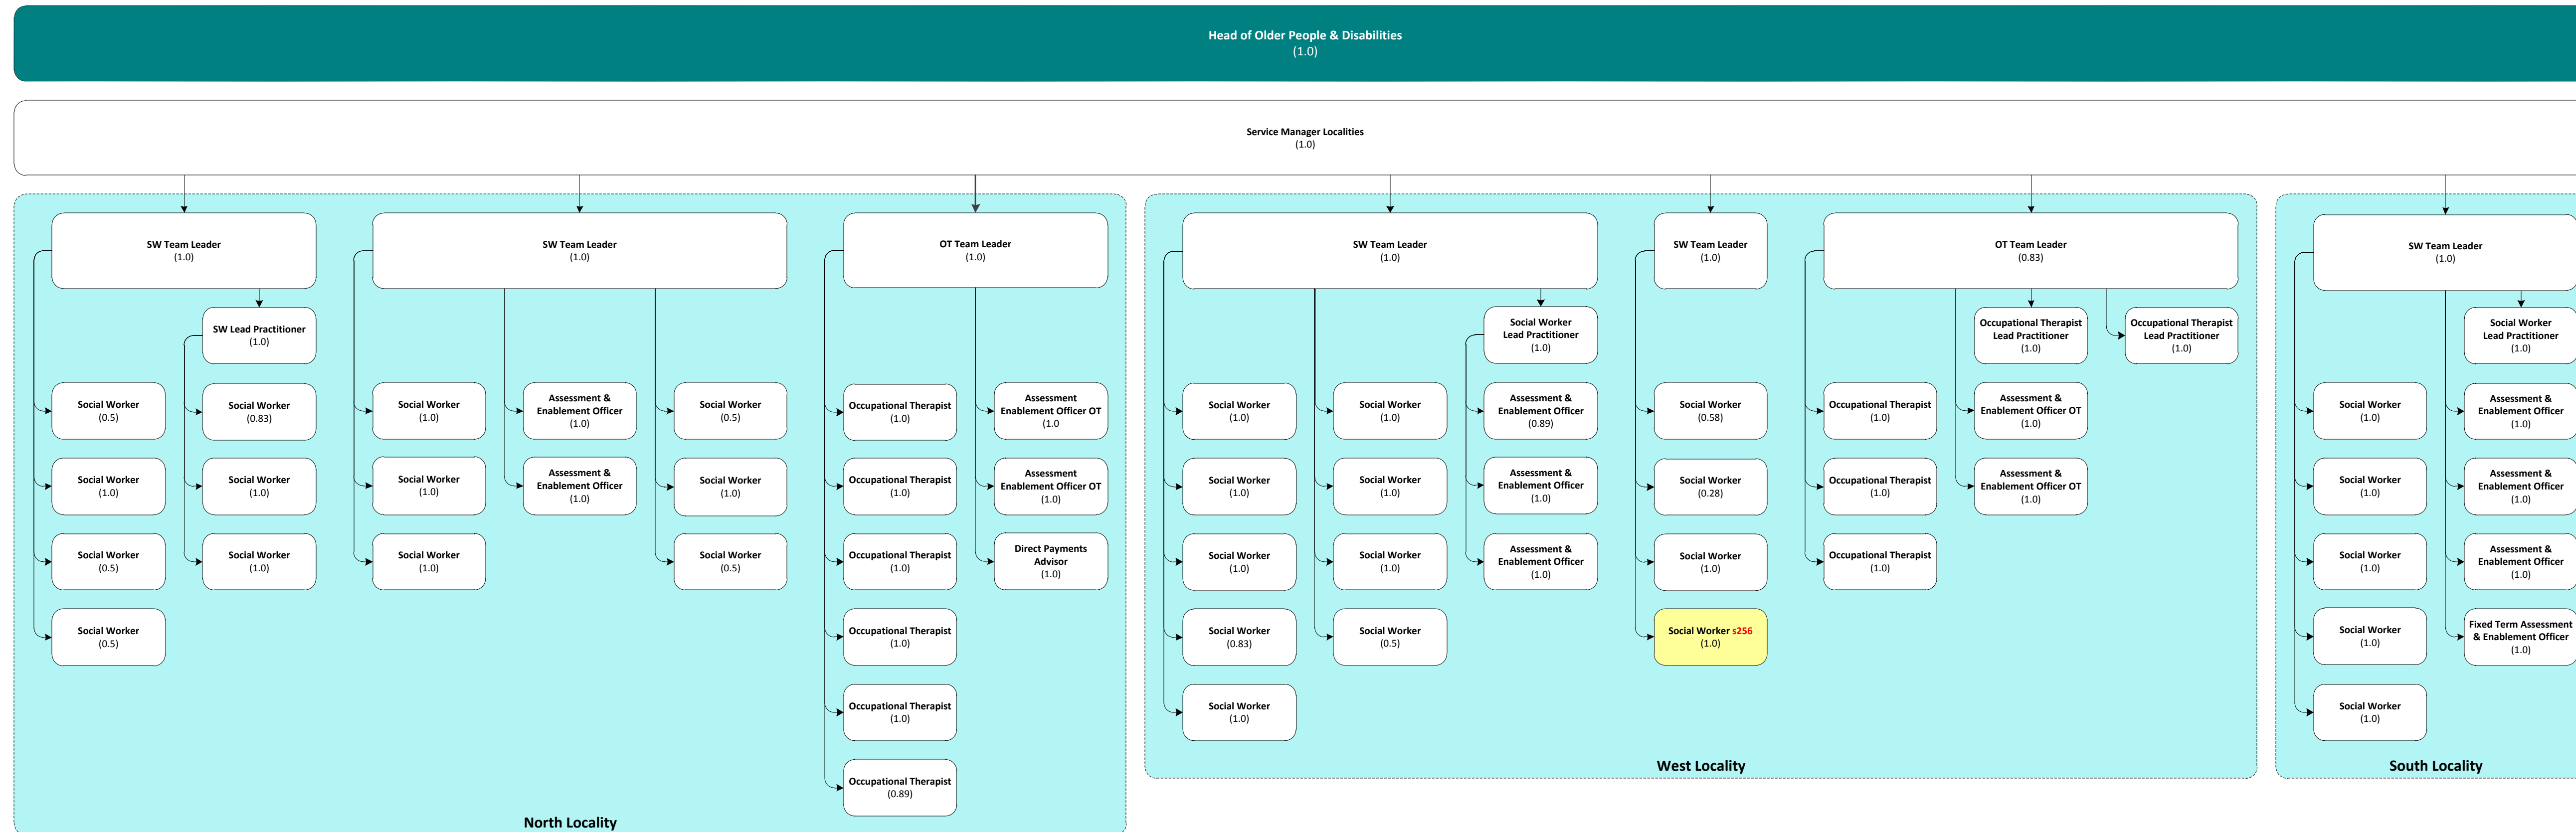 Head of Older People & Disabilities
(1.0)
Service Manager Localities
(1.0)
SW Team Leader
(1.0)
SW Lead Practitioner
(1.0)
Social Worker
(0.5)
Social Worker
(1.0)
Social Worker
(0.5)
Social Worker
(0.5)
Social Worker
(0.83)
Social Worker
(1.0)
Social Worker
(1.0)
SW Team Leader
(1.0)
Social Worker
(1.0)
Social Worker
(1.0)
Social Worker
(1.0)
Assessment &
Enablement Officer
(1.0)
Assessment &
Enablement Officer
(1.0)
Social Worker
(0.5)
Social Worker
(1.0)
Social Worker
(0.5)
OT Team Leader
(1.0)
Occupational Therapist
(1.0)
Occupational Therapist
(1.0)
Occupational Therapist
(1.0)
Occupational Therapist
(1.0)
Occupational Therapist
(1.0)
Occupational Therapist
(0.89)
Assessment
Enablement Officer OT
(1.0
Assessment
Enablement Officer OT
(1.0)
Direct Payments
Advisor
(1.0)
North Locality
SW Team Leader
(1.0)
Social Worker
(1.0)
Social Worker
(1.0)
Social Worker
(1.0)
Social Worker
(0.83)
Social Worker
(1.0)
Social Worker
(1.0)
Social Worker
(1.0)
Social Worker
(1.0)
Social Worker
(0.5)
Social Worker
Lead Practitioner
(1.0)
Assessment &
Enablement Officer
(0.89)
Assessment &
Enablement Officer
(1.0)
Assessment &
Enablement Officer
(1.0)
SW Team Leader
(1.0)
Social Worker
(0.58)
Social Worker
(0.28)
Social Worker
(1.0)
Social Worker s256
(1.0)
OT Team Leader
(0.83)
Occupational Therapist
Lead Practitioner
(1.0)
Occupational Therapist
Lead Practitioner
(1.0)
Occupational Therapist
(1.0)
Occupational Therapist
(1.0)
Occupational Therapist
(1.0)
Assessment &
Enablement Officer OT
(1.0)
Assessment &
Enablement Officer OT
(1.0)
West Locality
SW Team Leader
(1.0)
Social Worker
Lead Practitioner
(1.0)
Social Worker
(1.0)
Social Worker
(1.0)
Social Worker
(1.0)
Social Worker
(1.0)
Social Worker
(1.0)
Assessment &
Enablement Officer
(1.0)
Assessment &
Enablement Officer
(1.0)
Assessment &
Enablement Officer
(1.0)
Fixed Term Assessment
& Enablement Officer
(1.0)
South Locality